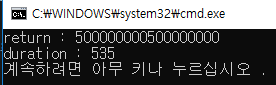 C:\WINDOWS\system32\cmd.exe
return : 500000000500000000
duration : 535
계속하려면 아무 키나 누르십시오 .